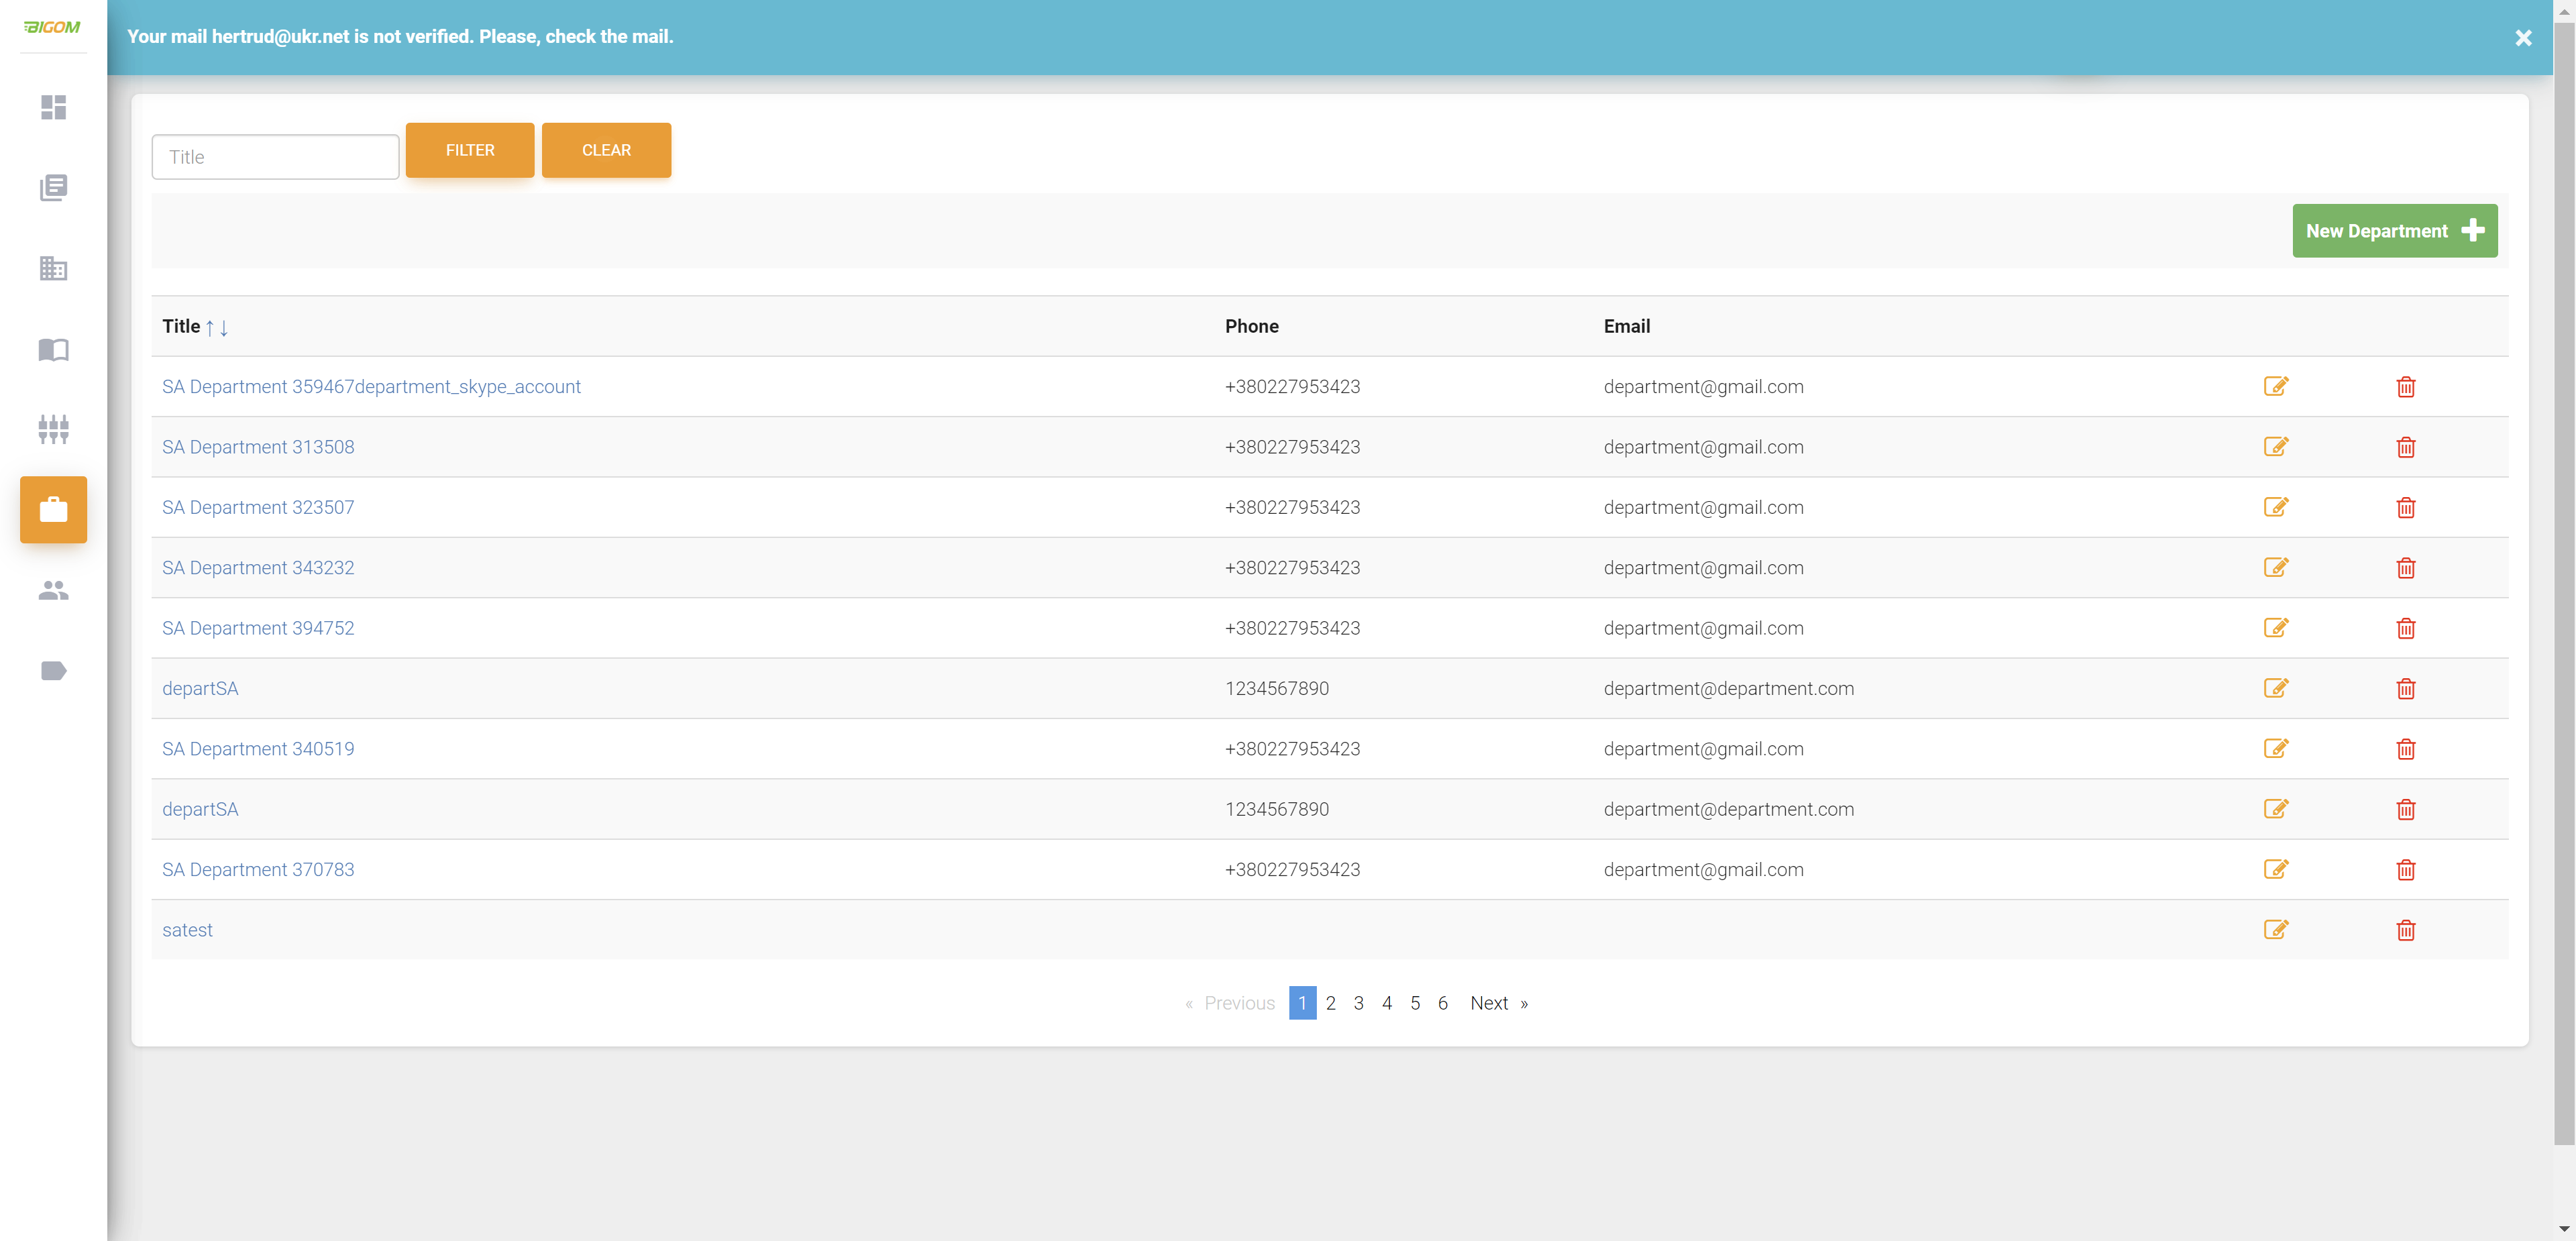 BIGOM
Your mail hertrud@ukr.net is not verified. Please, check the mail.
Title
FILTER
CLEAR
New Department
Title ↑↓ Phone Email
SA Department 359467department_skype_account +380227953423 department@gmail.com
SA Department 313508 +380227953423 department@gmail.com
SA Department 323507 +380227953423 department@gmail.com
SA Department 343232 +380227953423 department@gmail.com
SA Department 394752 +380227953423 department@gmail.com
departSA 1234567890 department@department.com
SA Department 340519 +380227953423 department@gmail.com
departSA 1234567890 department@department.com
SA Department 370783 +380227953423 department@gmail.com
satest
« Previous 1 2 3 4 5 6 Next »